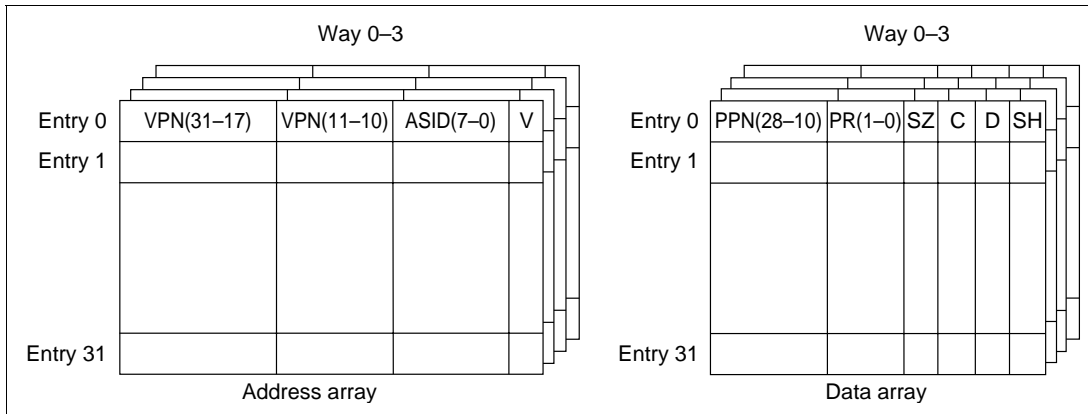 Way 0–3
Way 0–3
Entry 0
VPN(31–17) VPN(11–10) ASID(7–0) V
Entry 0
PPN(28–10) PR(1–0) SZ C D SH
Entry 1
Entry 1
Entry 31
Entry 31
Address array
Data array